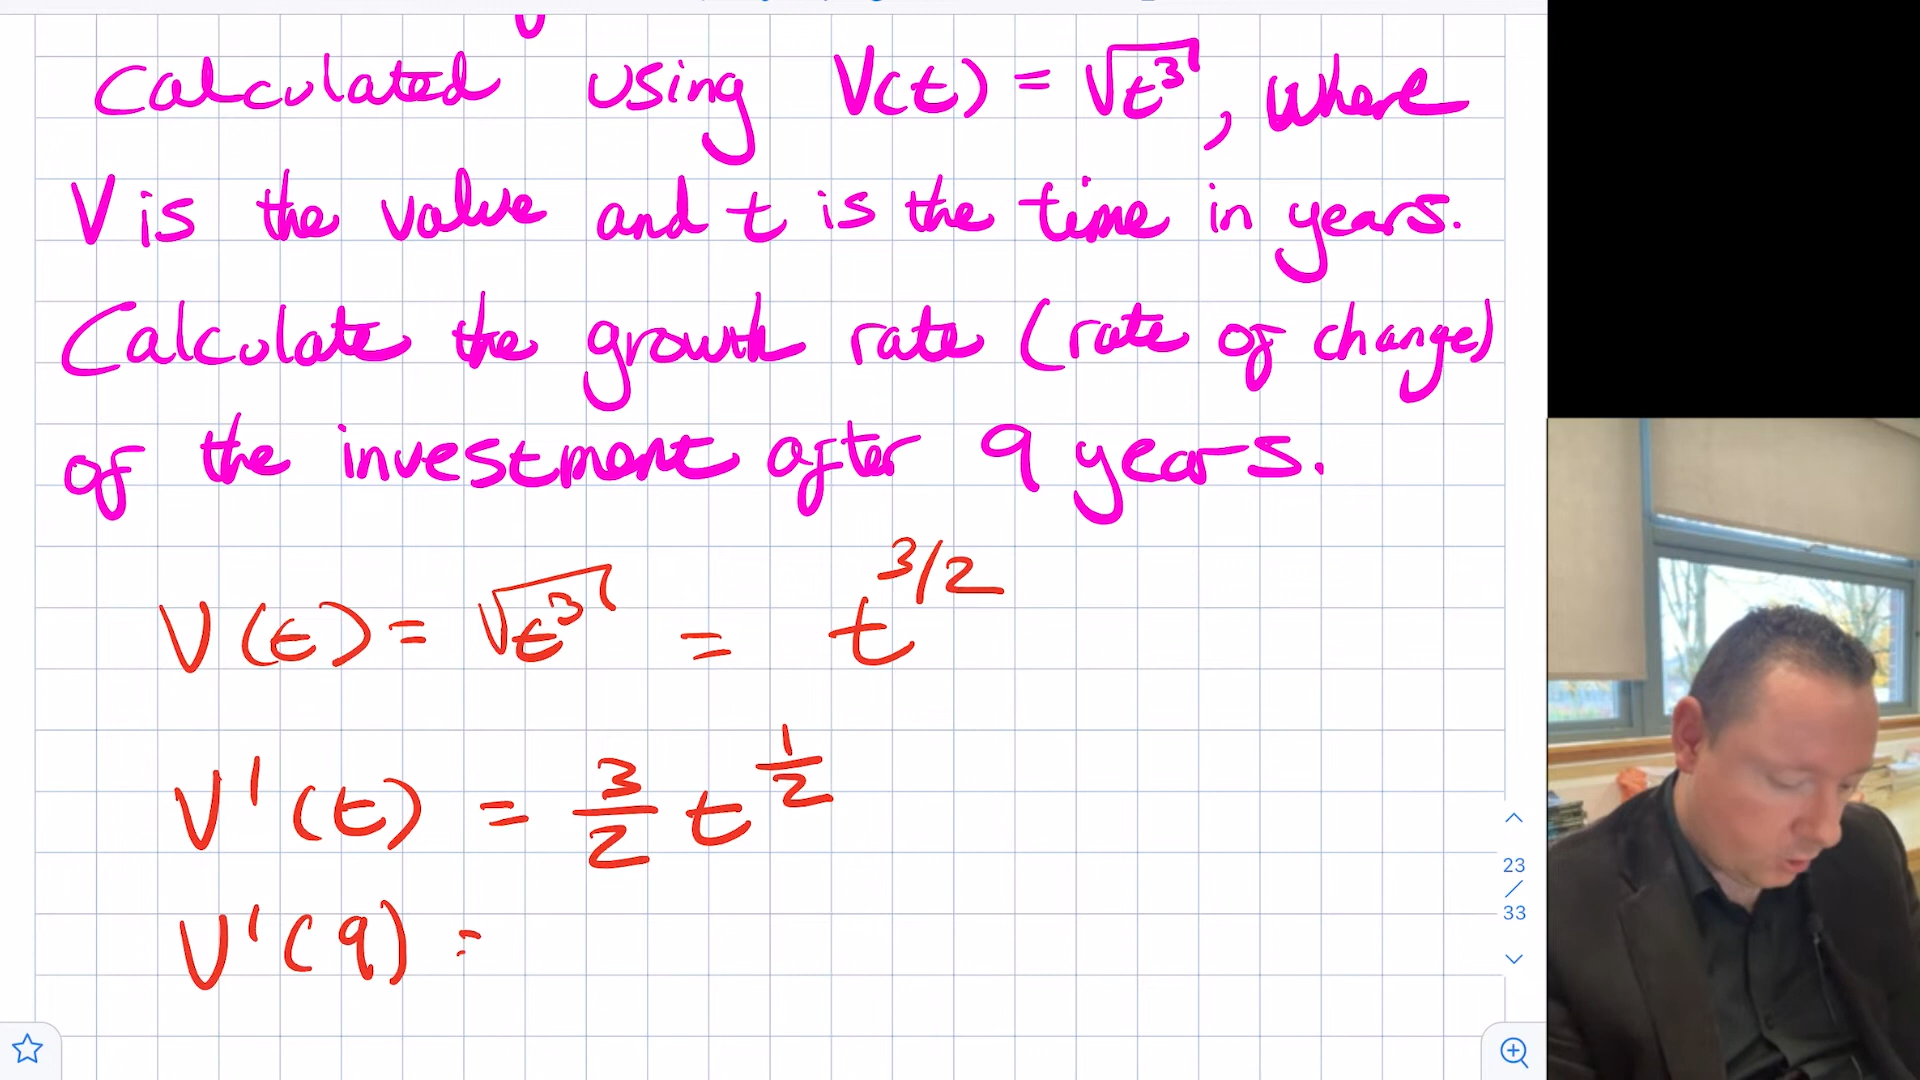 Calculated using V(t) = √t³, where
V is the value and t is the time in years.
Calculate the growth rate (rate of change)
of the investment after 9 years.
V(t) = √t³ = t^3/2
V'(t) = 3/2 t^1/2
V'(9) =
23
/
33